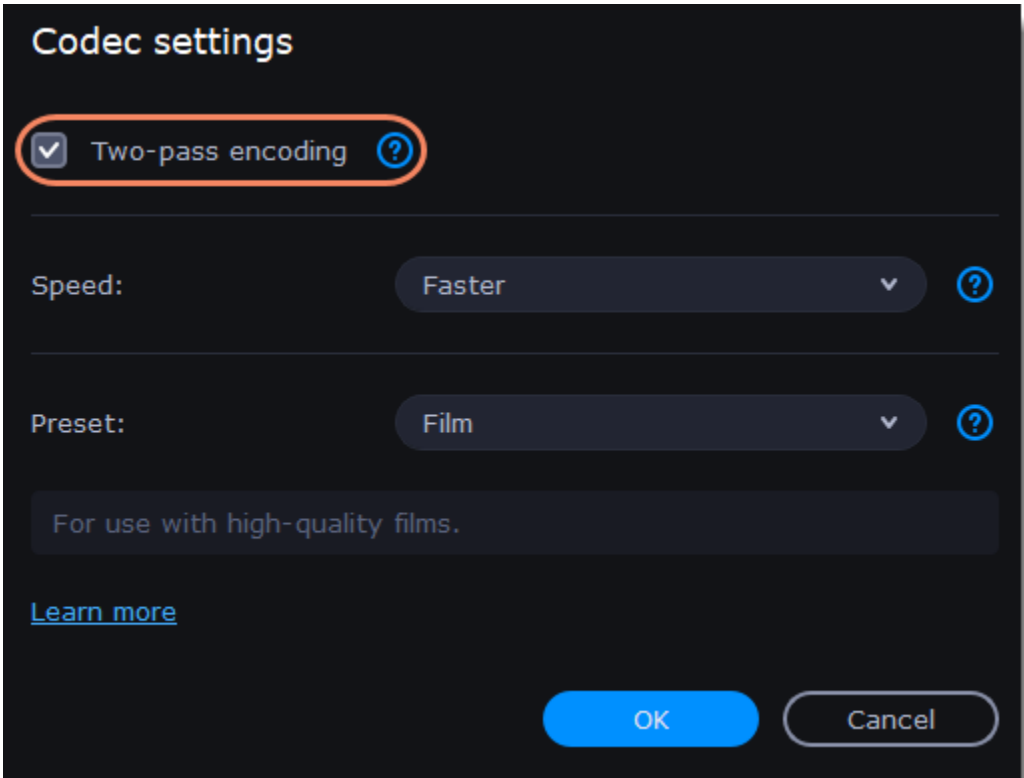 Codec settings
Two-pass encoding ?
Speed: Faster ?
Preset: Film ?
For use with high-quality films.
Learn more
OK Cancel